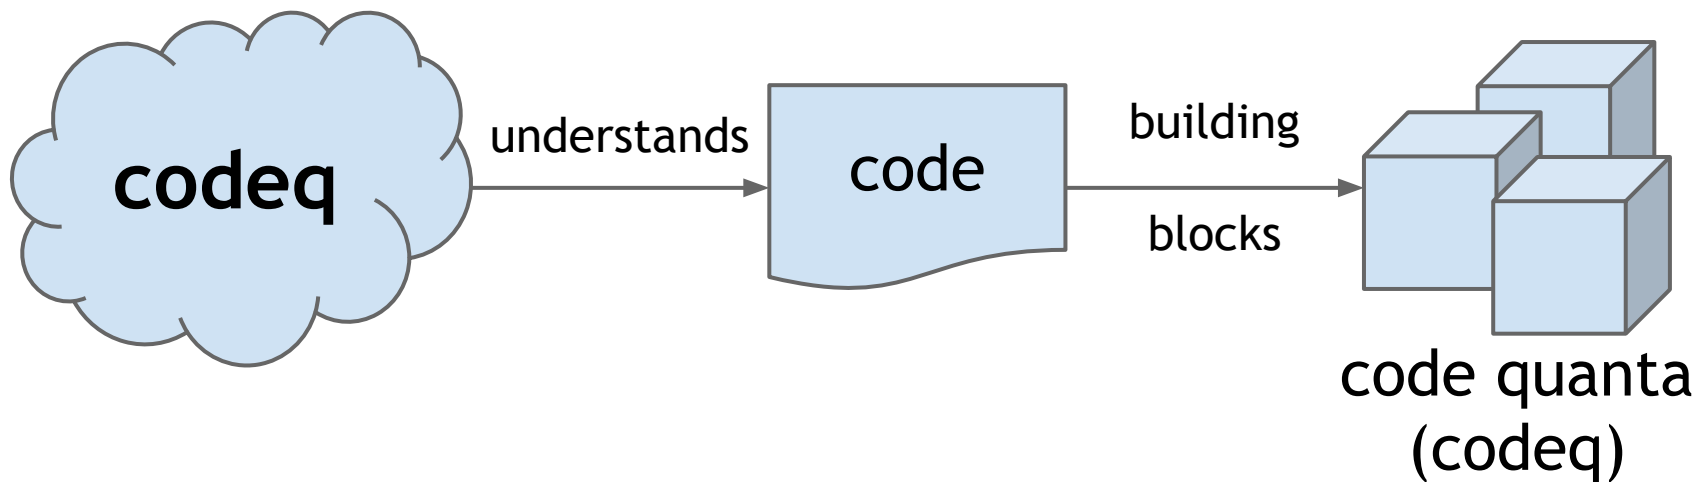 codeq
understands
code
building
blocks
code quanta
(codeq)